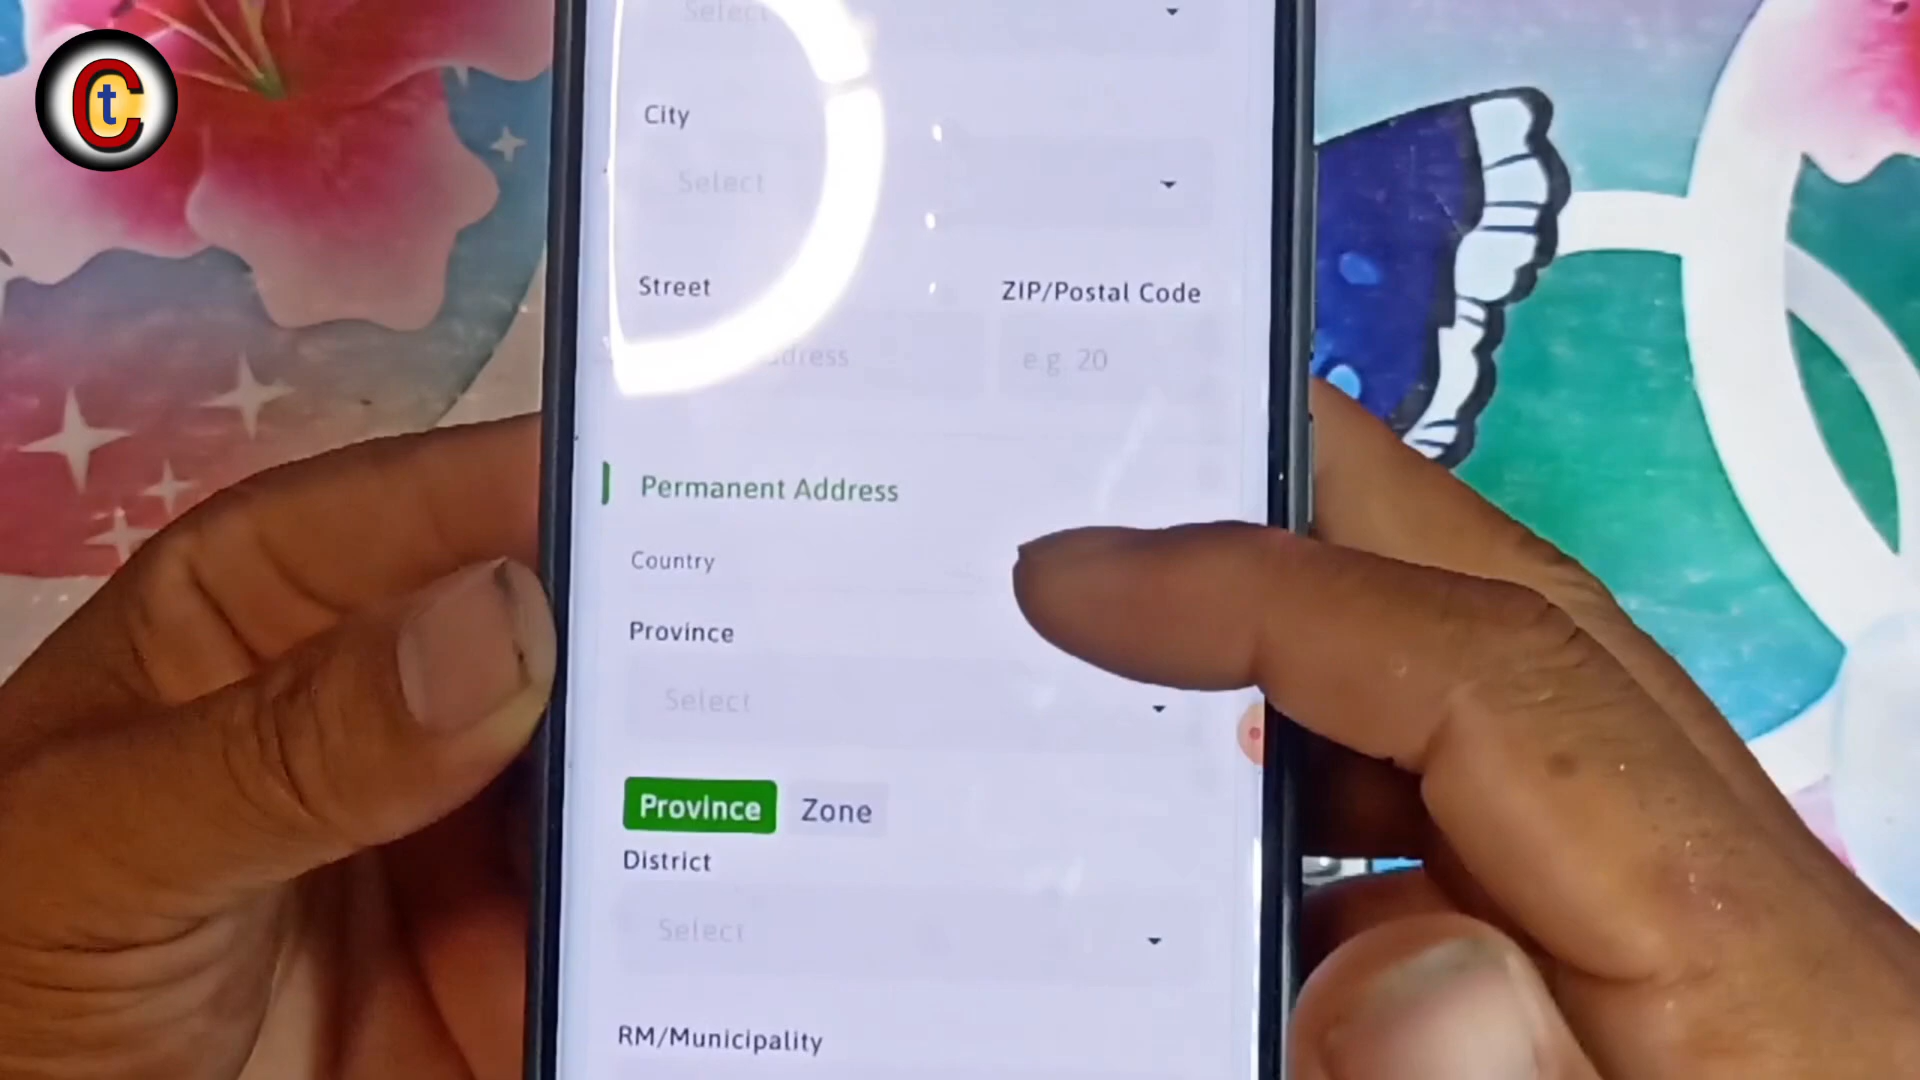 Ct
Select
City
Select
Street
ZIP/Postal Code
e.g. 20
Permanent Address
Country
Province
Select
Province
Zone
District
Select
RM/Municipality